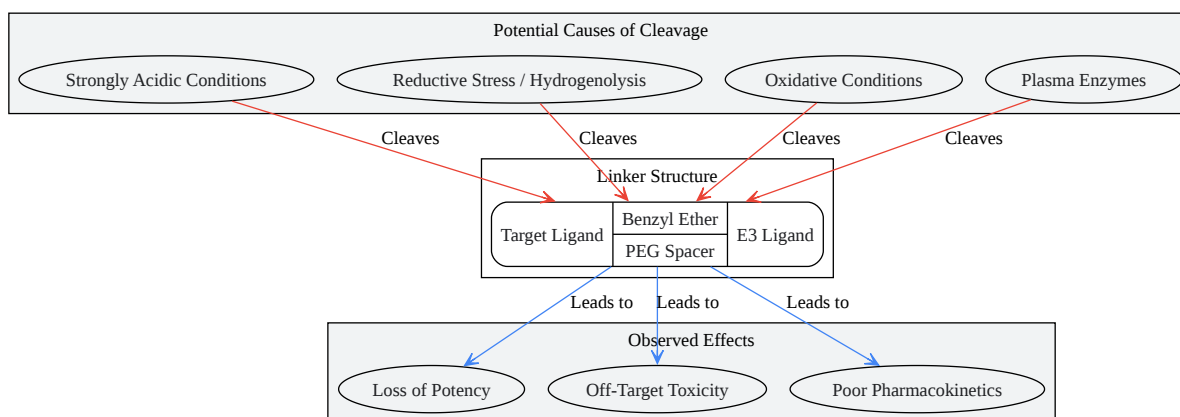 Potential Causes of Cleavage
Strongly Acidic Conditions
Reductive Stress / Hydrogenolysis
Oxidative Conditions
Plasma Enzymes
Cleaves
Cleaves
Cleaves
Cleaves
Linker Structure
Target Ligand
Benzyl Ether
PEG Spacer
E3 Ligand
Leads to
Leads to
Leads to
Observed Effects
Loss of Potency
Off-Target Toxicity
Poor Pharmacokinetics